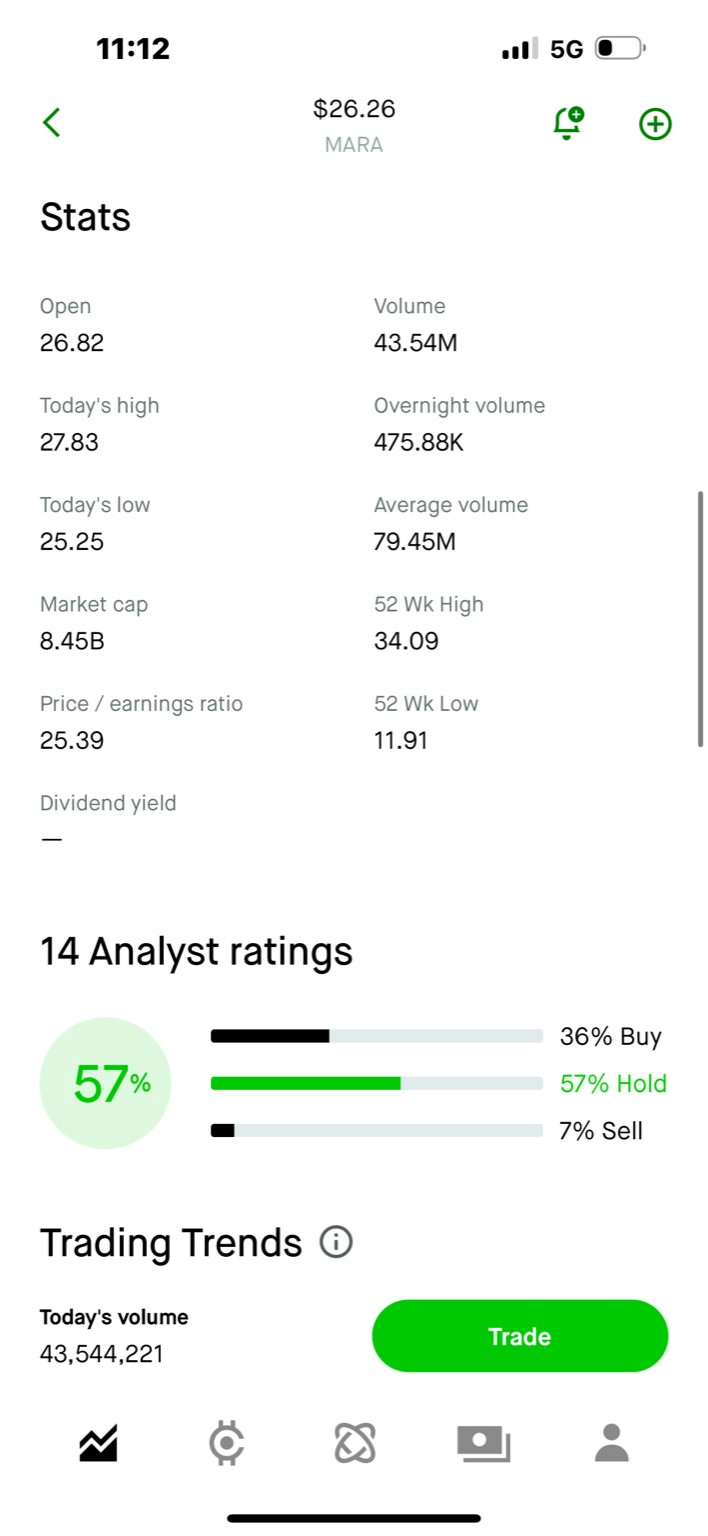 11:12 5G
$26.26
MARA
Stats
Open Volume
26.82 43.54M
Today's high Overnight volume
27.83 475.88K
Today's low Average volume
25.25 79.45M
Market cap 52 Wk High
8.45B 34.09
Price / earnings ratio 52 Wk Low
25.39 11.91
Dividend yield
—
14 Analyst ratings
36% Buy
57% 57% Hold
7% Sell
Trading Trends
Today's volume
43,544,221
Trade